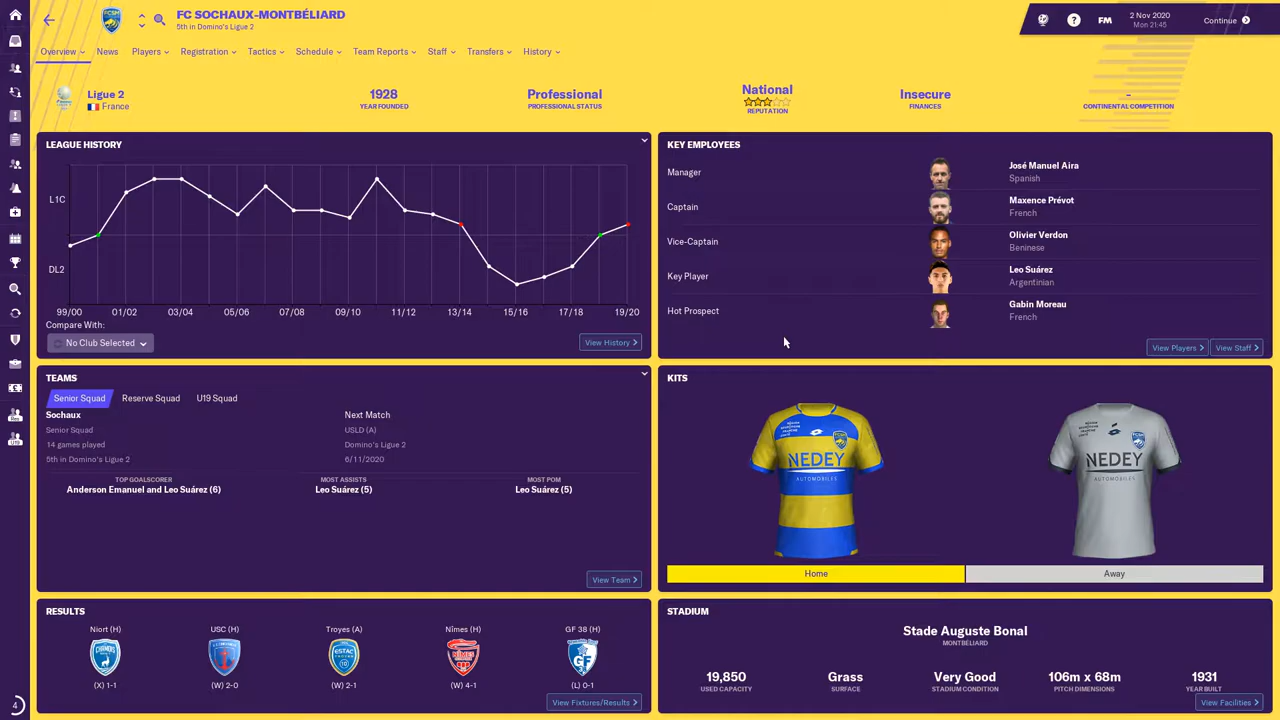 FC SOCHAUX-MONTBÉLIARD
5th in Domino's Ligue 2
FM
2 Nov 2020
Mon 21:45
Continue
Overview
News
Players
Registration
Tactics
Schedule
Team Reports
Staff
Transfers
History
Ligue 2
France
1928
YEAR FOUNDED
Professional
PROFESSIONAL STATUS
National
REPUTATION
Insecure
FINANCES
-
CONTINENTAL COMPETITION
LEAGUE HISTORY
L1C
DL2
99/00 01/02 03/04 05/06 07/08 09/10 11/12 13/14 15/16 17/18 19/20
Compare With:
No Club Selected
View History
KEY EMPLOYEES
Manager
José Manuel Aira
Spanish
Captain
Maxence Prévot
French
Vice-Captain
Olivier Verdon
Beninese
Key Player
Leo Suárez
Argentinian
Hot Prospect
Gabin Moreau
French
View Players
View Staff
TEAMS
Senior Squad
Reserve Squad
U19 Squad
Sochaux
Senior Squad
14 games played
5th in Domino's Ligue 2
Next Match
USLD (A)
Domino's Ligue 2
6/11/2020
TOP GOALSCORER
Anderson Emanuel and Leo Suárez (6)
MOST ASSISTS
Leo Suárez (5)
MOST POM
Leo Suárez (5)
View Team
KITS
NEDEY
AUTOMOBILES
NEDEY
AUTOMOBILES
Home
Away
RESULTS
Niort (H)
(X) 1-1
USC (H)
(W) 2-0
Troyes (A)
ESTAC
(W) 2-1
Nîmes (H)
(W) 4-1
GF 38 (H)
(L) 0-1
View Fixtures/Results
STADIUM
Stade Auguste Bonal
MONTBÉLIARD
19,850
USED CAPACITY
Grass
SURFACE
Very Good
STADIUM CONDITION
106m x 68m
PITCH DIMENSIONS
1931
YEAR BUILT
View Facilities
4